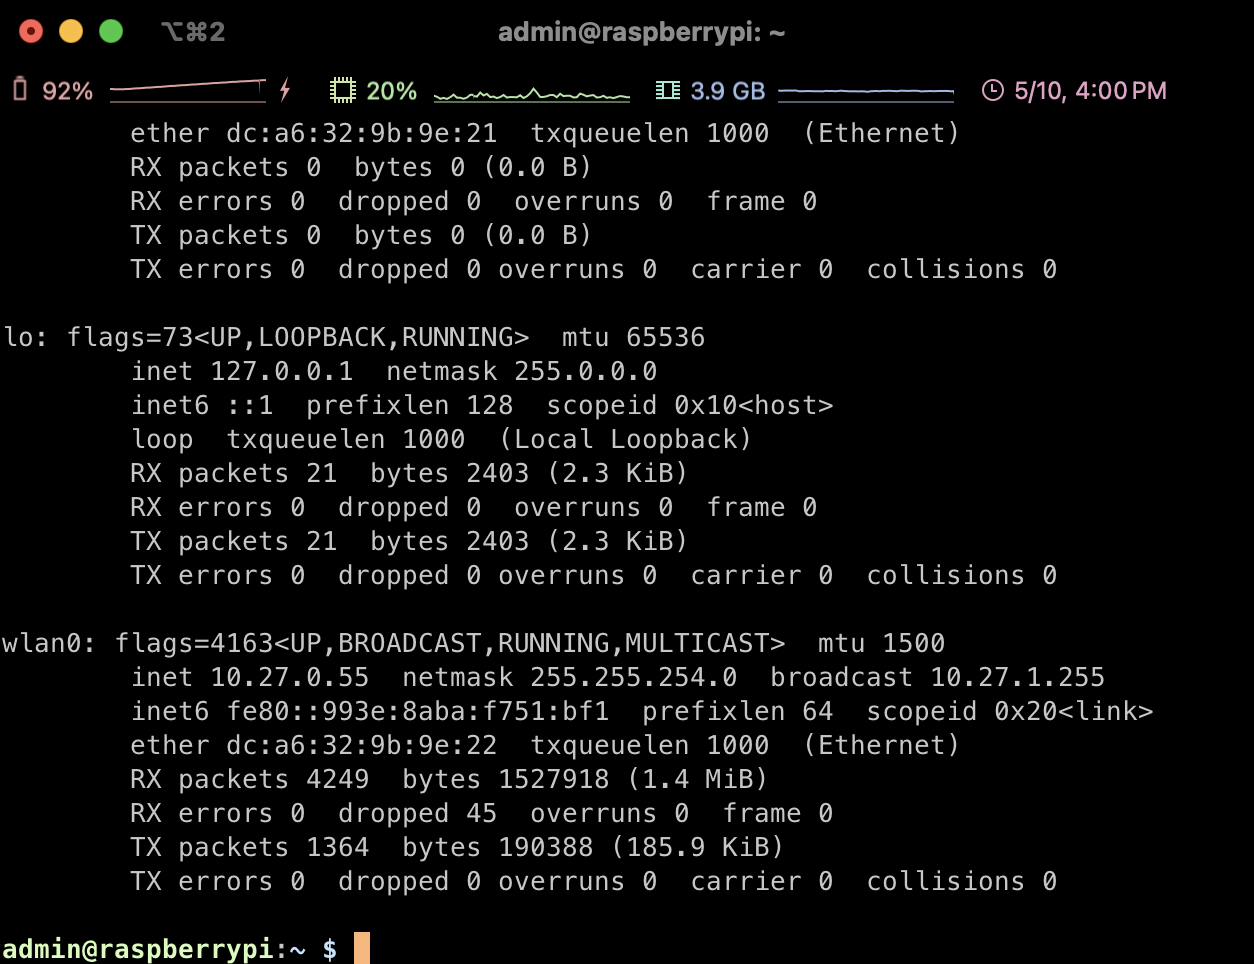 ⌥⌘2 admin@raspberrypi: ~
92% 20% 3.9 GB 5/10, 4:00 PM
ether dc:a6:32:9b:9e:21  txqueuelen 1000  (Ethernet)
RX packets 0  bytes 0 (0.0 B)
RX errors 0  dropped 0  overruns 0  frame 0
TX packets 0  bytes 0 (0.0 B)
TX errors 0  dropped 0 overruns 0  carrier 0  collisions 0
lo: flags=73<UP,LOOPBACK,RUNNING>  mtu 65536
inet 127.0.0.1  netmask 255.0.0.0
inet6 ::1  prefixlen 128  scopeid 0x10<host>
loop  txqueuelen 1000  (Local Loopback)
RX packets 21  bytes 2403 (2.3 KiB)
RX errors 0  dropped 0  overruns 0  frame 0
TX packets 21  bytes 2403 (2.3 KiB)
TX errors 0  dropped 0 overruns 0  carrier 0  collisions 0
wlan0: flags=4163<UP,BROADCAST,RUNNING,MULTICAST>  mtu 1500
inet 10.27.0.55  netmask 255.255.254.0  broadcast 10.27.1.255
inet6 fe80::993e:8aba:f751:bf1  prefixlen 64  scopeid 0x20<link>
ether dc:a6:32:9b:9e:22  txqueuelen 1000  (Ethernet)
RX packets 4249  bytes 1527918 (1.4 MiB)
RX errors 0  dropped 45  overruns 0  frame 0
TX packets 1364  bytes 190388 (185.9 KiB)
TX errors 0  dropped 0 overruns 0  carrier 0  collisions 0
admin@raspberrypi:~ $